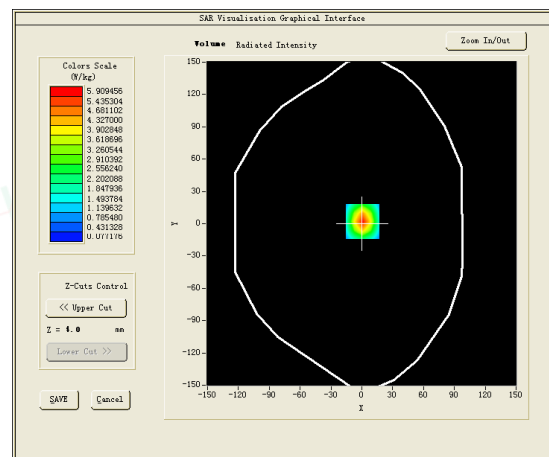 SAR Visualisation Graphical Interface
Volume Radiated Intensity
Zoom In/Out
Colors Scale
(W/kg)
5.909456
5.435304
4.681102
4.327000
3.902848
3.618696
3.260544
2.910392
2.556240
2.202088
1.847936
1.493784
1.139632
0.785480
0.431328
0.077176
Z-Cuts Control
<< Upper Cut
Z = 4.0 mm
Lower Cut >>
SAVE Cancel
150
120
90
60
30
0
-30
-60
-90
-120
-150
Y
-150 -120 -90 -60 -30 0 30 60 90 120 150
X